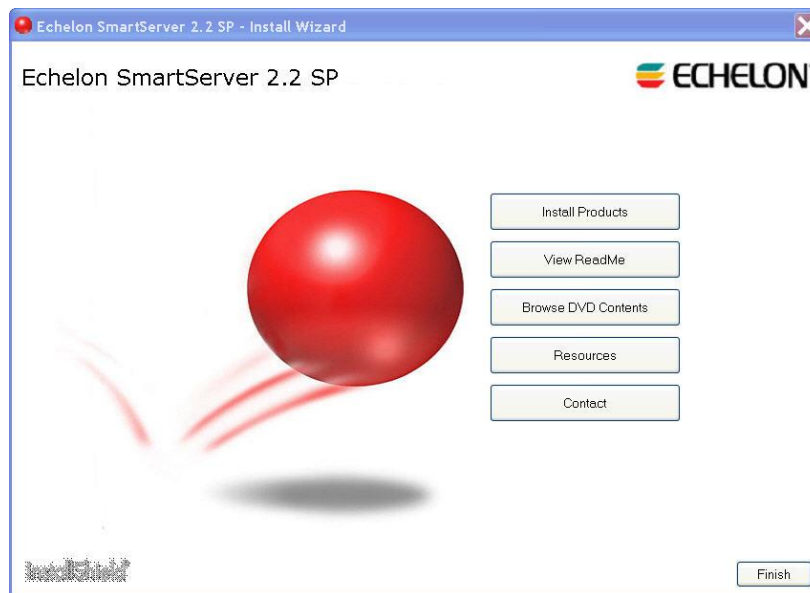 Echelon SmartServer 2.2 SP - Install Wizard
Echelon SmartServer 2.2 SP
ECHELON
Install Products
View ReadMe
Browse DVD Contents
Resources
Contact
InstallShield
Finish